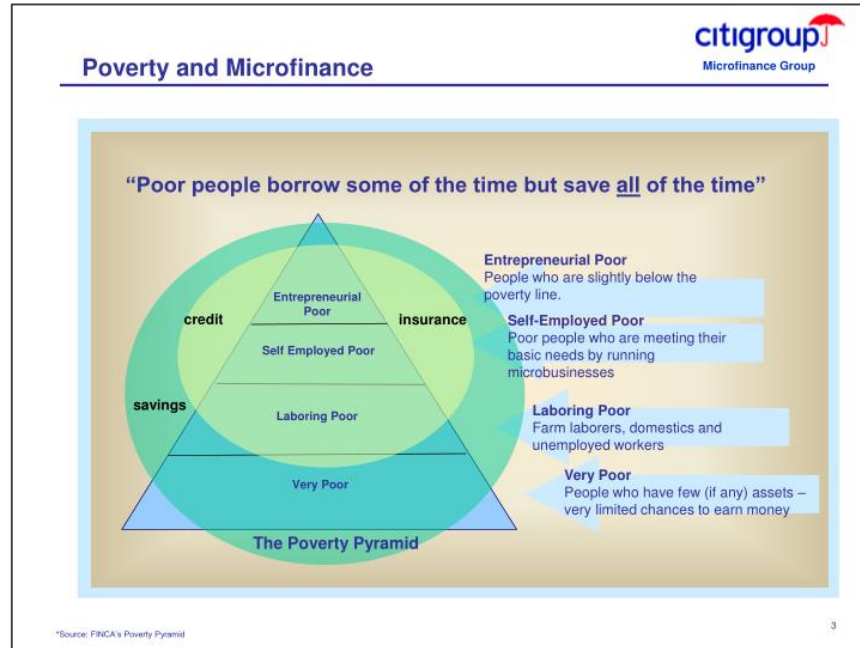 citigroup
Poverty and Microfinance
Microfinance Group
“Poor people borrow some of the time but save all of the time”
Entrepreneurial Poor
People who are slightly below the
poverty line.
Entrepreneurial
Poor
credit
insurance
Self-Employed Poor
Poor people who are meeting their
basic needs by running
microbusinesses
Self Employed Poor
savings
Laboring Poor
Laboring Poor
Farm laborers, domestics and
unemployed workers
Very Poor
Very Poor
People who have few (if any) assets –
very limited chances to earn money
The Poverty Pyramid
*Source: FINCA's Poverty Pyramid
3